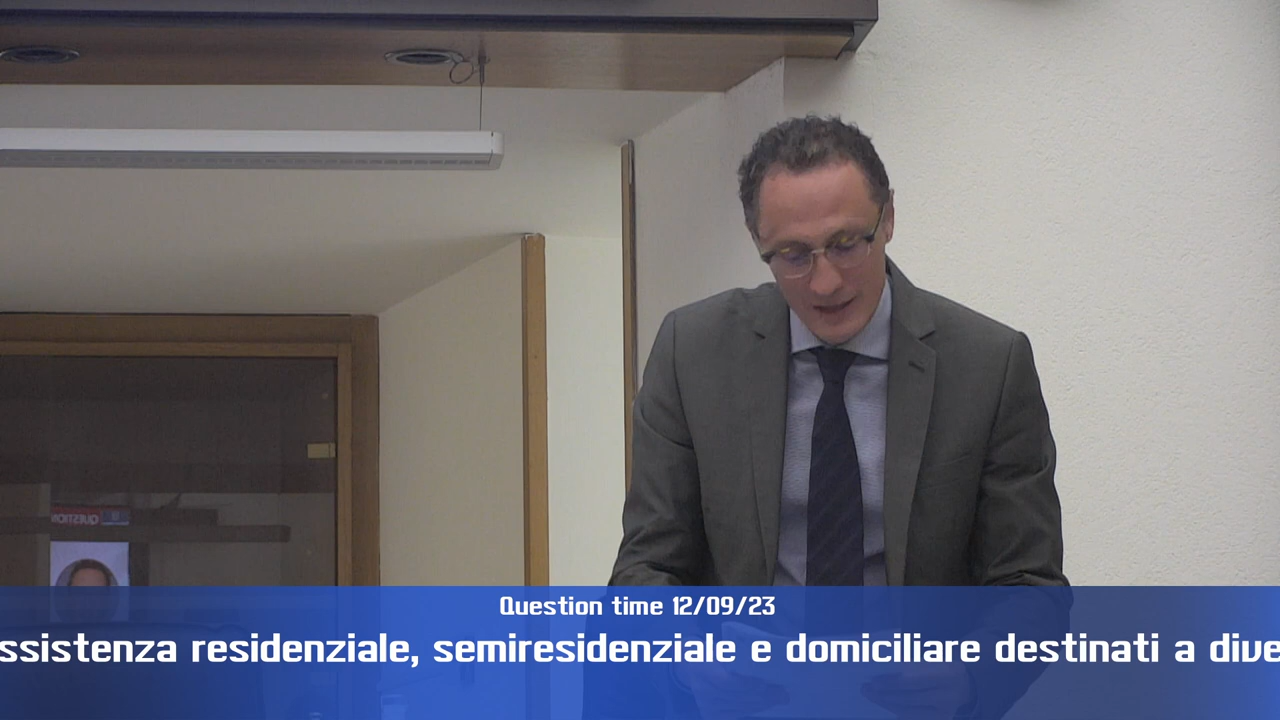 Question time 12/09/23
ssistenza residenziale, semiresidenziale e domiciliare destinati a dive